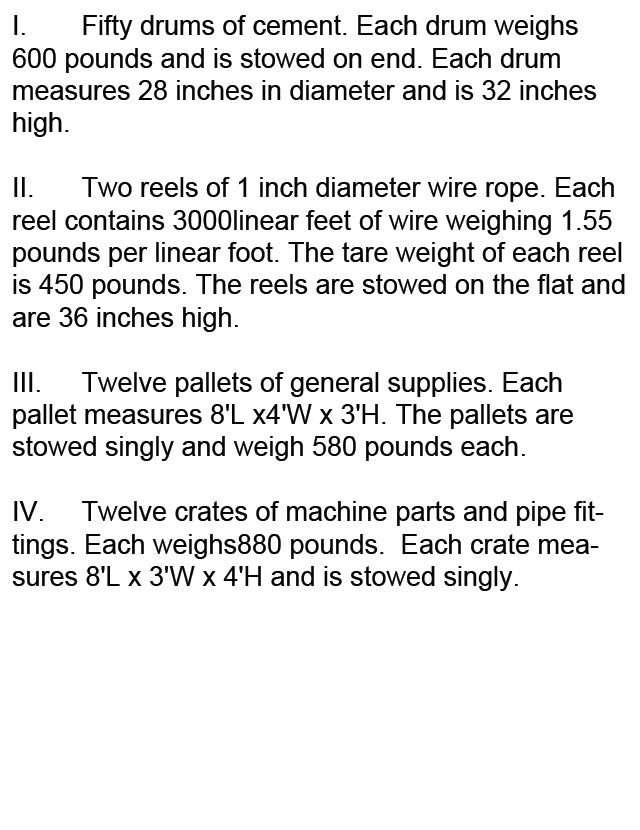 I. Fifty drums of cement. Each drum weighs
600 pounds and is stowed on end. Each drum
measures 28 inches in diameter and is 32 inches
high.
II. Two reels of 1 inch diameter wire rope. Each
reel contains 3000linear feet of wire weighing 1.55
pounds per linear foot. The tare weight of each reel
is 450 pounds. The reels are stowed on the flat and
are 36 inches high.
III. Twelve pallets of general supplies. Each
pallet measures 8'L x4'W x 3'H. The pallets are
stowed singly and weigh 580 pounds each.
IV. Twelve crates of machine parts and pipe fit-
tings. Each weighs880 pounds.  Each crate mea-
sures 8'L x 3'W x 4'H and is stowed singly.